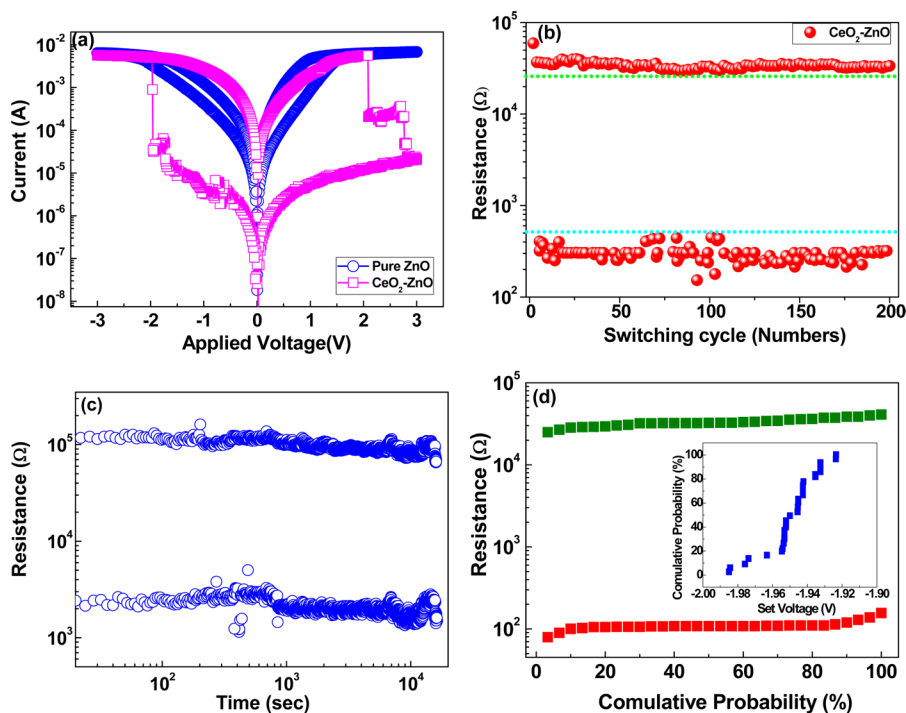 (a)
10⁻²
10⁻³
10⁻⁴
10⁻⁵
10⁻⁶
10⁻⁷
10⁻⁸
Current (A)
Pure ZnO
CeO₂-ZnO
-3 -2 -1 0 1 2 3
Applied Voltage(V)
(b)
CeO₂-ZnO
10⁵
10⁴
10³
10²
Resistance (Ω)
0 50 100 150 200
Switching cycle (Numbers)
(c)
10⁶
10⁵
10⁴
10³
Resistance (Ω)
10² 10³ 10⁴
Time (sec)
(d)
10⁵
10⁴
10³
10²
Resistance (Ω)
100
80
60
40
20
0
Comulative Probability (%)
-2.00 -1.98 -1.96 -1.94 -1.92 -1.90
Set Voltage (V)
0 20 40 60 80 100
Comulative Probability (%)